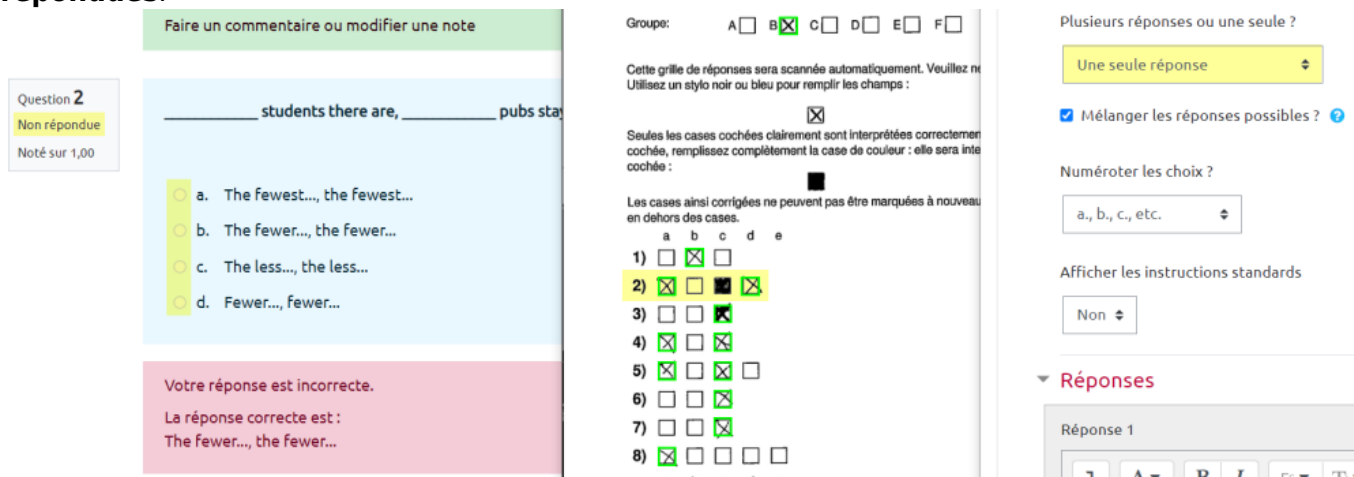 répondues.
Faire un commentaire ou modifier une note
Question 2
Non répondue
Noté sur 1,00
____________ students there are, ____________ pubs stay
a. The fewest..., the fewest...
b. The fewer..., the fewer...
c. The less..., the less...
d. Fewer..., fewer...
Votre réponse est incorrecte.
La réponse correcte est :
The fewer..., the fewer...
Groupe: A B C D E F
Cette grille de réponses sera scannée automatiquement. Veuillez
Utilisez un stylo noir ou bleu pour remplir les champs :
Seules les cases cochées clairement sont interprétées
cochée, remplissez complètement la case de couleur : elle sera
cochée :
Les cases ainsi corrigées ne peuvent pas être marquées à nouveau
en dehors des cases.
a b c d e
1)
2)
3)
4)
5)
6)
7)
8)
Plusieurs réponses ou une seule ?
Une seule réponse
Mélanger les réponses possibles ?
Numéroter les choix ?
a., b., c., etc.
Afficher les instructions standards
Non
Réponses
Réponse 1